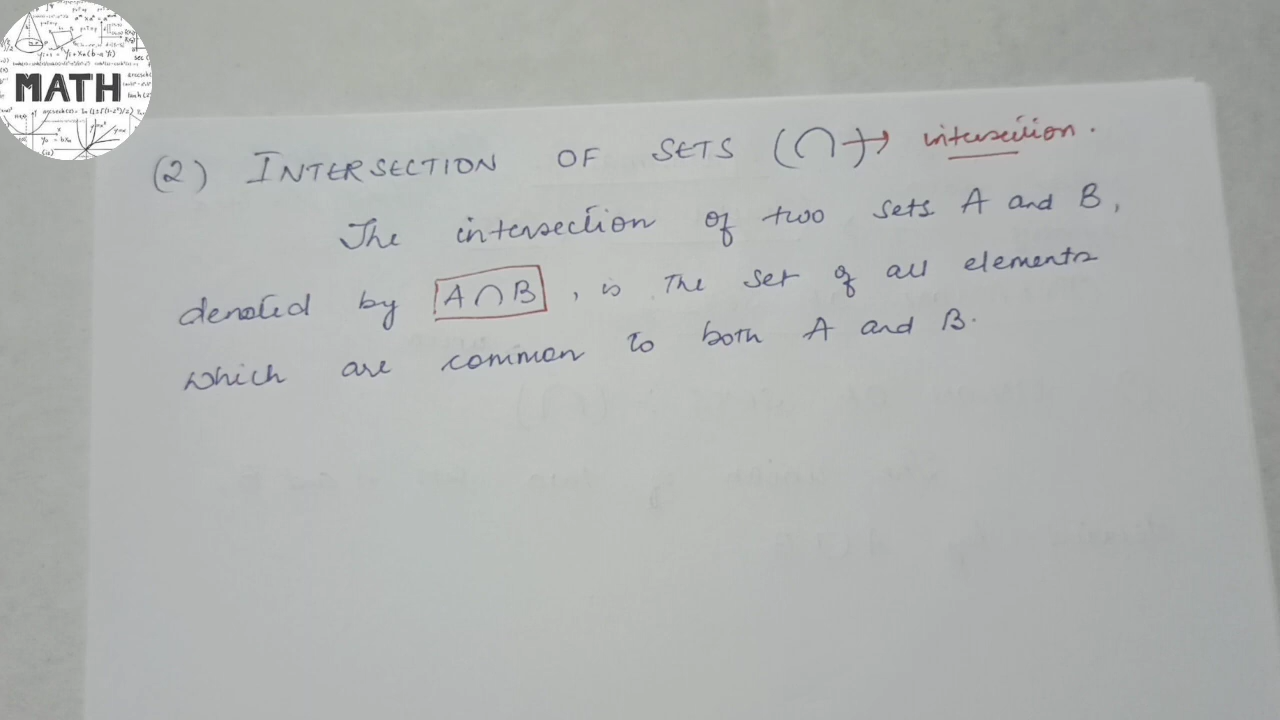 MATH
(2) INTERSECTION OF SETS (∩) → intersection.
The intersection of two sets A and B,
denoted by A∩B, is the set of all elements
which are common to both A and B.